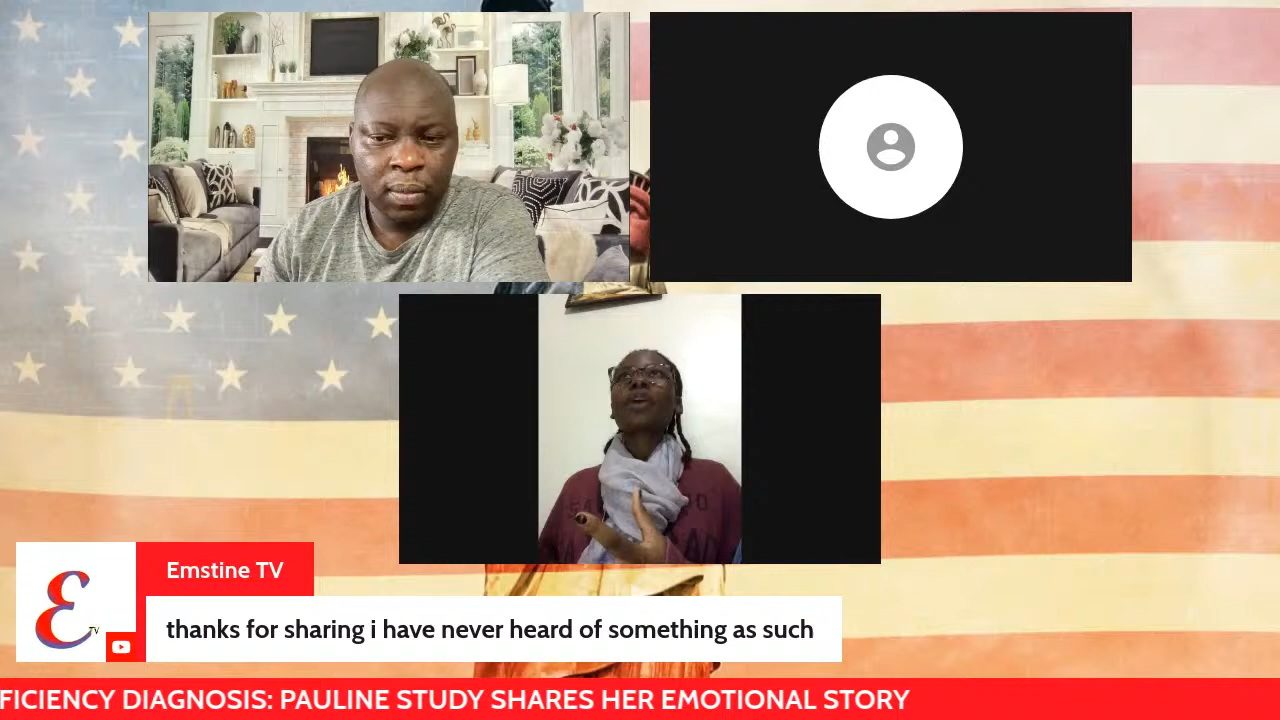 Emstine TV
TV
thanks for sharing i have never heard of something as such
FICIENCY DIAGNOSIS: PAULINE STUDY SHARES HER EMOTIONAL STORY